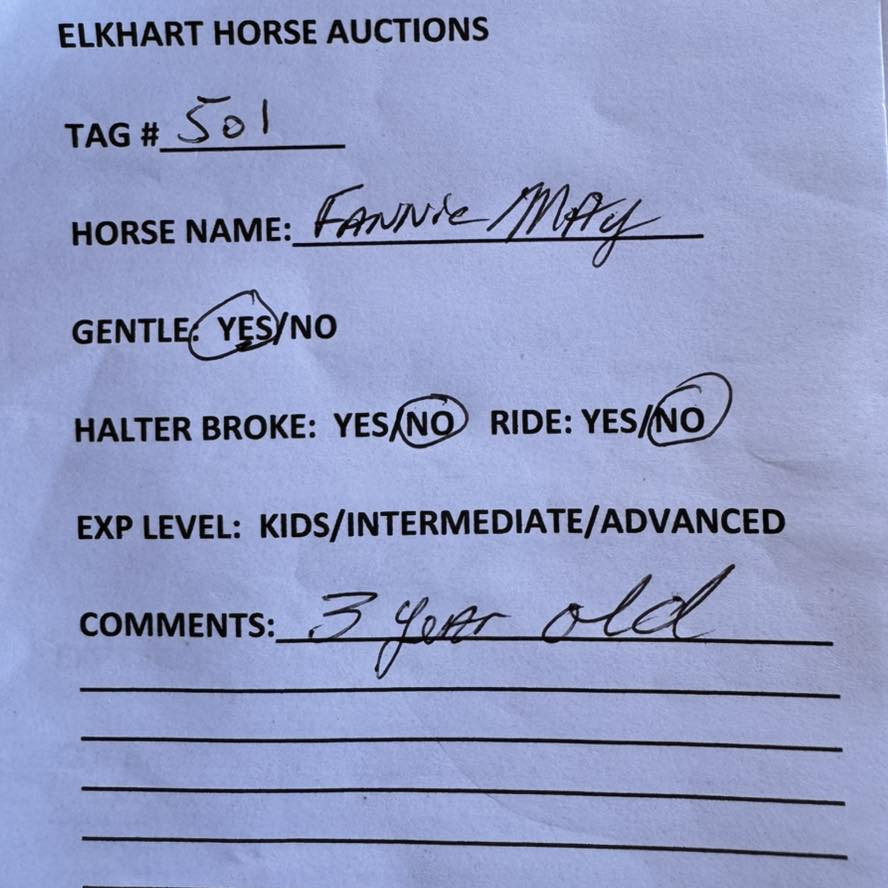 ELKHART HORSE AUCTIONS
TAG # 501
HORSE NAME: FANNie MAy
GENTLE: YES/NO
HALTER BROKE: YES/NO RIDE: YES/NO
EXP LEVEL: KIDS/INTERMEDIATE/ADVANCED
COMMENTS: 3 year old